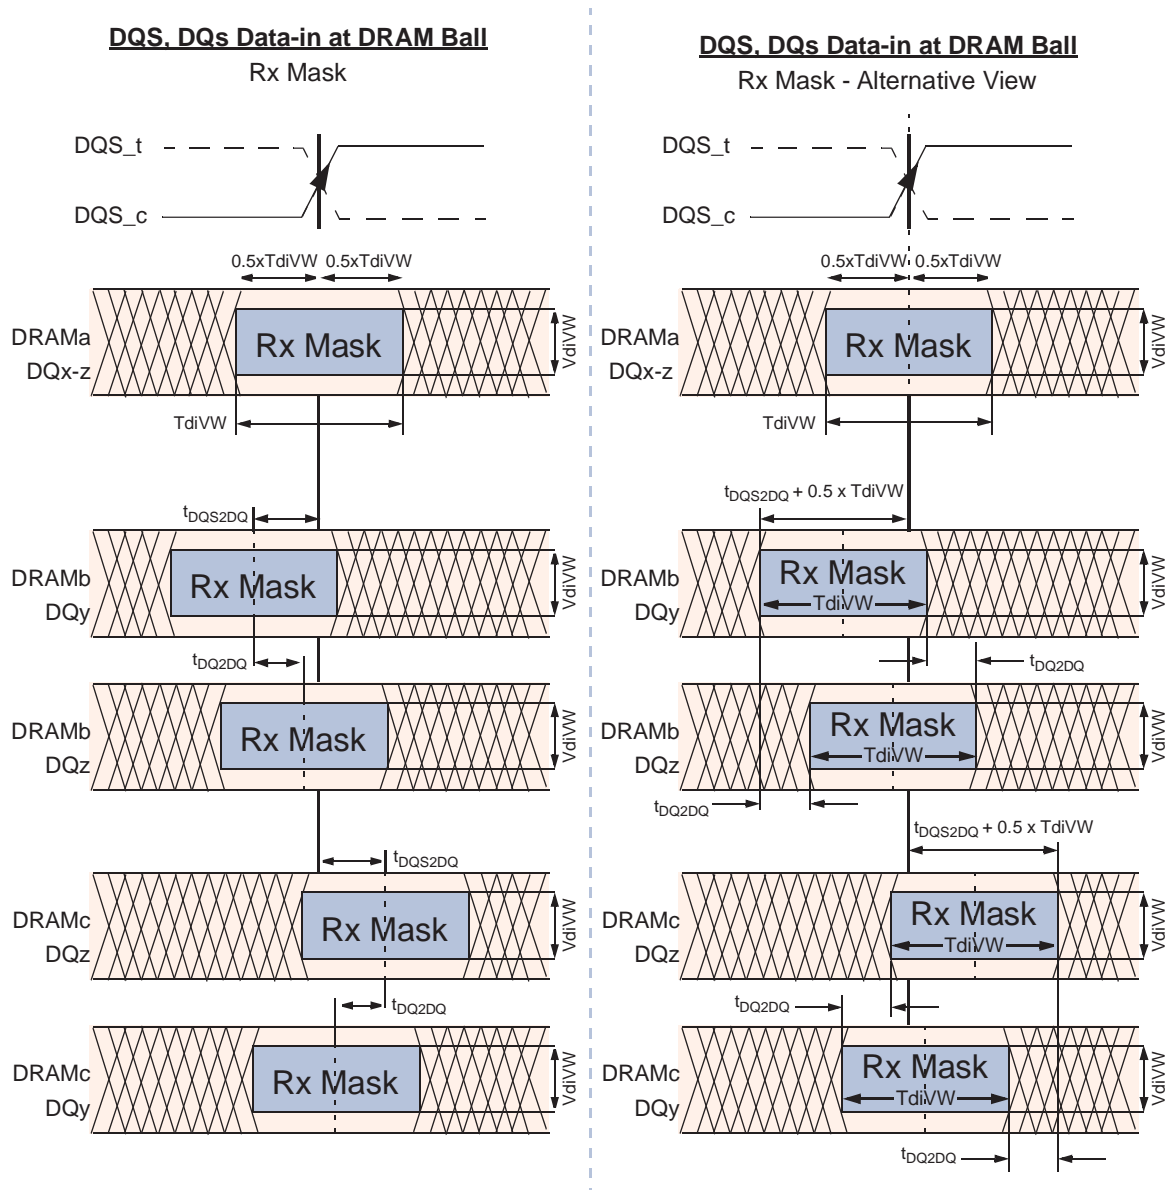 DQS, DQs Data-in at DRAM Ball
Rx Mask
DQS_t
DQS_c
0.5xTdiVW 0.5xTdiVW
DRAMa
DQx-z
Rx Mask
VdiVW
TdiVW
tDQS2DQ
DRAMb
DQy
Rx Mask
VdiVW
tDQ2DQ
DRAMb
DQz
Rx Mask
VdiVW
tDQS2DQ
DRAMc
DQz
Rx Mask
VdiVW
tDQ2DQ
DRAMc
DQy
Rx Mask
VdiVW
DQS, DQs Data-in at DRAM Ball
Rx Mask - Alternative View
DQS_t
DQS_c
0.5xTdiVW 0.5xTdiVW
DRAMa
DQx-z
Rx Mask
VdiVW
TdiVW
tDQS2DQ + 0.5 x TdiVW
DRAMb
DQy
Rx Mask
TdiVW
VdiVW
tDQ2DQ
DRAMb
DQz
Rx Mask
TdiVW
VdiVW
tDQ2DQ
tDQS2DQ + 0.5 x TdiVW
DRAMc
DQz
Rx Mask
TdiVW
VdiVW
tDQ2DQ
DRAMc
DQy
Rx Mask
TdiVW
VdiVW
tDQ2DQ